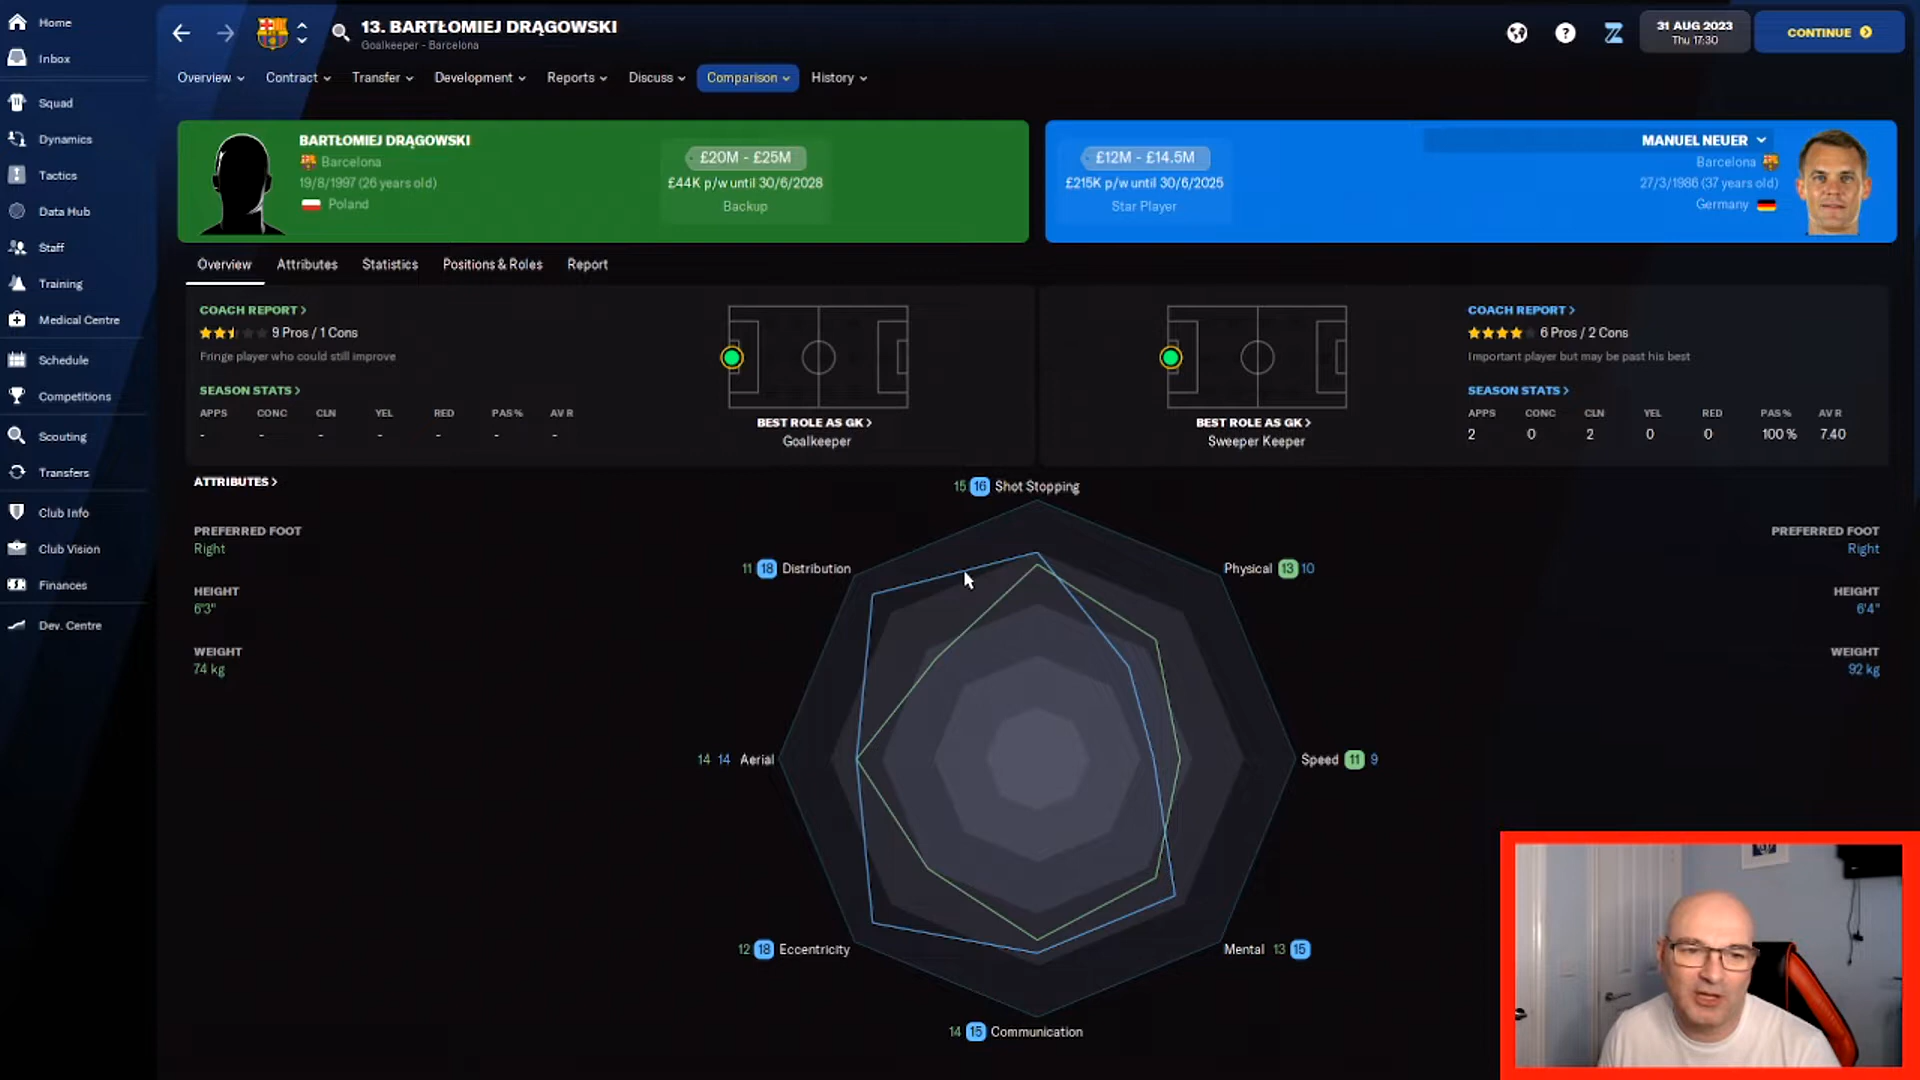 Home
Inbox
Squad
Dynamics
Tactics
Data Hub
Staff
Training
Medical Centre
Schedule
Competitions
Scouting
Transfers
Club Info
Club Vision
Finances
Dev. Centre
13. BARTŁOMIEJ DRĄGOWSKI
Goalkeeper - Barcelona
31 AUG 2023
Thu 17:30
CONTINUE
Overview Contract Transfer Development Reports Discuss Comparison History
BARTŁOMIEJ DRĄGOWSKI
Barcelona
19/8/1997 (26 years old)
Poland
£20M - £25M
£44K p/w until 30/6/2028
Backup
£12M - £14.5M
£215K p/w until 30/6/2025
Star Player
MANUEL NEUER
Barcelona
27/3/1986 (37 years old)
Germany
Overview Attributes Statistics Positions & Roles Report
COACH REPORT >
9 Pros / 1 Cons
Fringe player who could still improve
SEASON STATS >
APPS CONC CLN YEL RED PAS% AV R
- - - - - - -
BEST ROLE AS GK >
Goalkeeper
BEST ROLE AS GK >
Sweeper Keeper
COACH REPORT >
6 Pros / 2 Cons
Important player but may be past his best
SEASON STATS >
APPS CONC CLN YEL RED PAS% AV R
2 0 2 0 0 100% 7.40
ATTRIBUTES >
PREFERRED FOOT
Right
HEIGHT
6'3"
WEIGHT
74 kg
15 16 Shot Stopping
11 18 Distribution
Physical 13 10
14 14 Aerial
Speed 11 9
12 18 Eccentricity
Mental 13 15
14 15 Communication
PREFERRED FOOT
Right
HEIGHT
6'4"
WEIGHT
92 kg